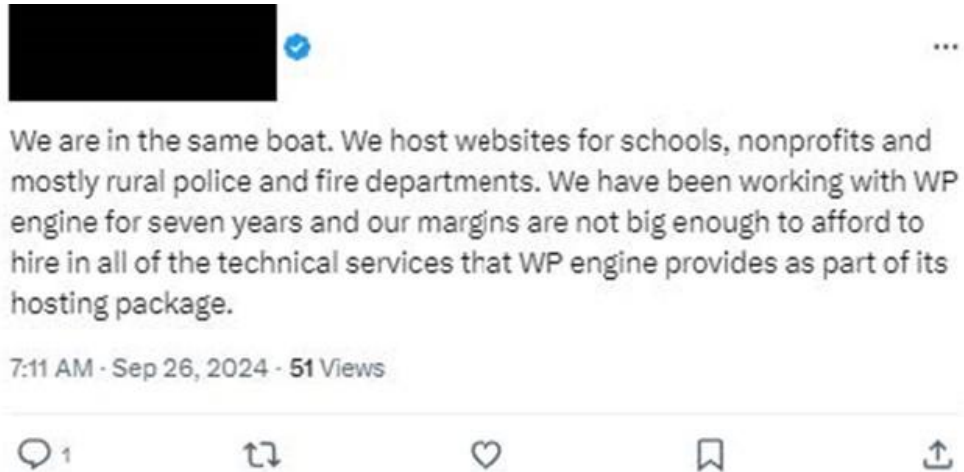 We are in the same boat. We host websites for schools, nonprofits and
mostly rural police and fire departments. We have been working with WP
engine for seven years and our margins are not big enough to afford to
hire in all of the technical services that WP engine provides as part of its
hosting package.
7:11 AM · Sep 26, 2024 · 51 Views
1